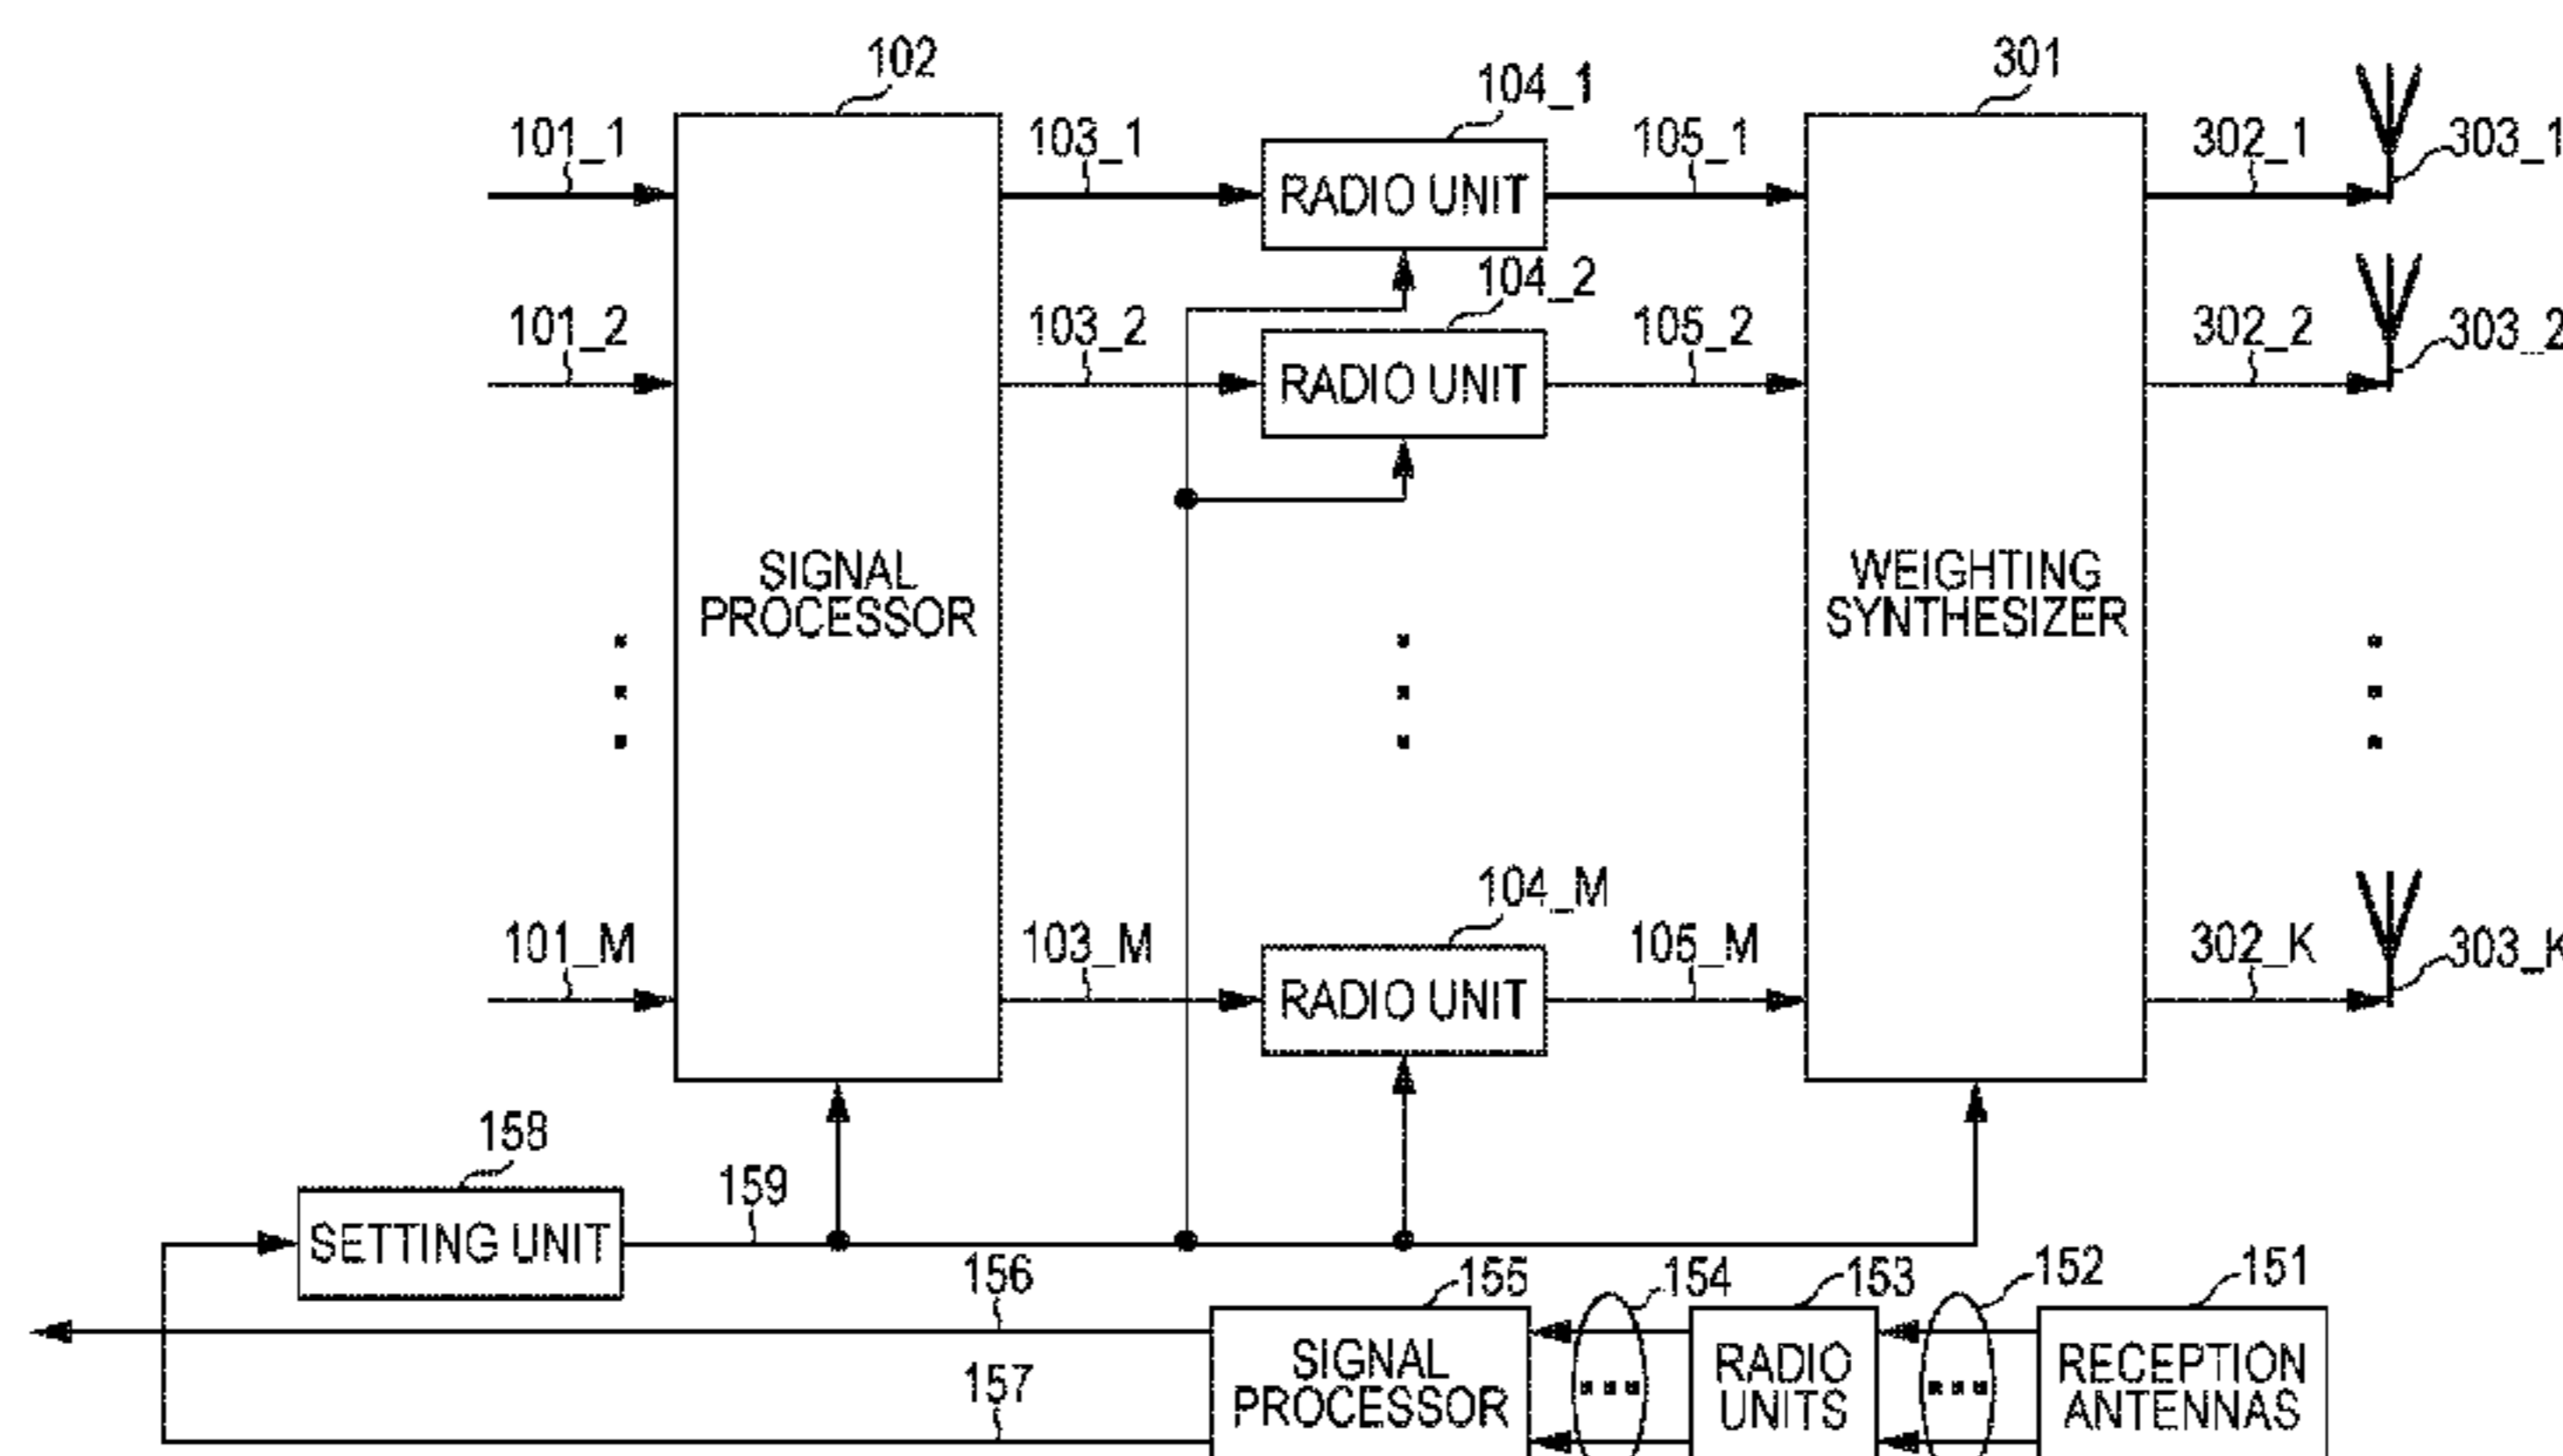 102
301
104_1
101_1
103_1
105_1
302_1
303_1
RADIO UNIT
104_2
101_2
103_2
105_2
302_2
303_2
RADIO UNIT
SIGNAL
PROCESSOR
WEIGHTING
SYNTHESIZER
104_M
101_M
103_M
105_M
302_K
303_K
RADIO UNIT
158
159
SETTING UNIT
156
155
154
153
152
151
157
SIGNAL
PROCESSOR
RADIO
UNITS
RECEPTION
ANTENNAS